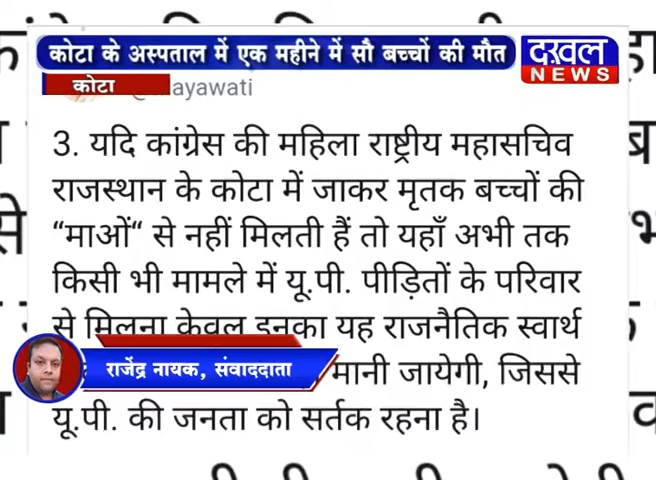 कोटा के अस्पताल में एक महीने में सौ बच्चों की मौत
दख़ल
NEWS
कोटा
ayawati
3. यदि कांग्रेस की महिला राष्ट्रीय महासचिव
राजस्थान के कोटा में जाकर मृतक बच्चों की
“माओं“ से नहीं मिलती हैं तो यहाँ अभी तक
किसी भी मामले में यू.पी. पीड़ितों के परिवार
से मिलना केवल इनका यह राजनैतिक स्वार्थ
राजेंद्र नायक, संवाददाता
मानी जायेगी, जिससे
यू.पी. की जनता को सर्तक रहना है।